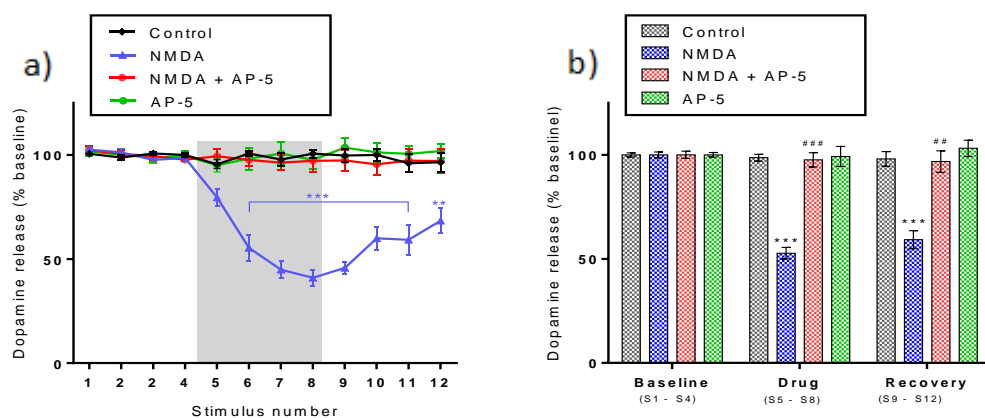 a)
Control
NMDA
NMDA + AP-5
AP-5
Dopamine release (% baseline)
100
50
0
***
**
1 2 2 4 5 6 7 8 9 10 11 12
Stimulus number
b)
Control
NMDA
NMDA + AP-5
AP-5
Dopamine release (% baselinel)
100
50
0
***
###
***
##
Baseline Drug Recovery
(S1 - S4) (S5 - S8) (S9 - S12)